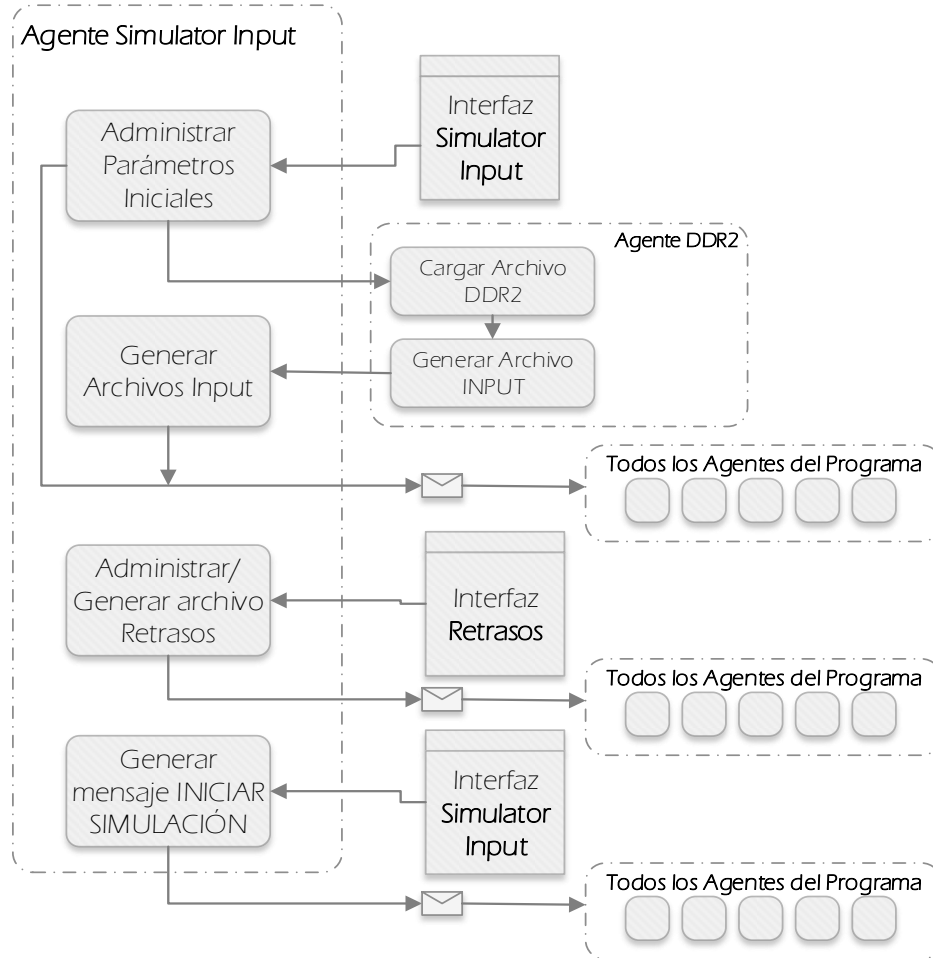 Agente Simulator Input
Interfaz
Simulator
Input
Administrar
Parámetros
Iniciales
Agente DDR2
Cargar Archivo
DDR2
Generar
Archivos Input
Generar Archivo
INPUT
Todos los Agentes del Programa
Administrar/
Generar archivo
Retrasos
Interfaz
Retrasos
Todos los Agentes del Programa
Generar
mensaje INICIAR
SIMULACIÓN
Interfaz
Simulator
Input
Todos los Agentes del Programa